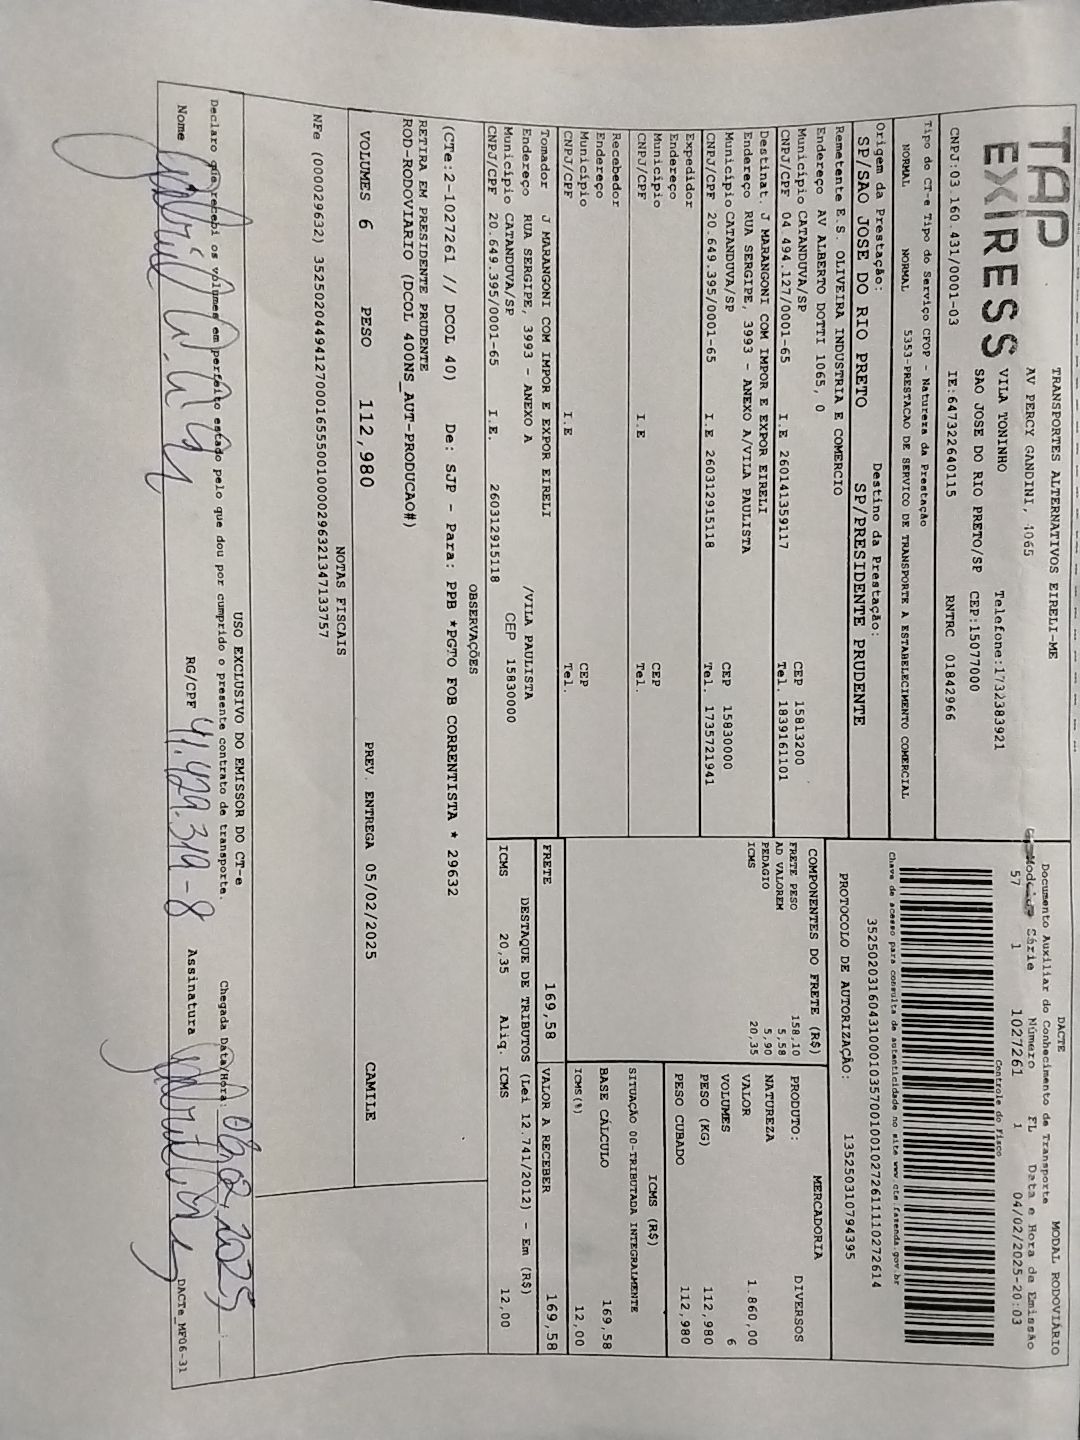 TAP
EXPRESS
TRANSPORTES ALTERNATIVOS EIRELI-ME
AV PERCY GANDINI, 1065
VILA TONINHO Telefone:1732383921
SAO JOSE DO RIO PRETO/SP CEP:15077000
CNPJ:03.160.431/0001-03 IE:647322640115 RNTRC 01842966
DACTE MODAL RODOVIÁRIO
Documento Auxiliar do Conhecimento de Transporte
Série Número FL Data e Hora de Emissão
57 1 1027261 1 04/02/2025-20:03
Controle do Fisco
Chave de acesso para consulta de autenticidade no site www.cte.fazenda.gov.br
35250203160431000103570010010272611110272614
PROTOCOLO DE AUTORIZAÇÃO: 135250310794395
Tipo do CT-e Tipo do Serviço CFOP - Natureza da Prestação
NORMAL NORMAL 5353-PRESTACAO DE SERVICO DE TRANSPORTE A ESTABELECIMENTO COMERCIAL
Origem da Prestação: Destino da Prestação:
SP/SAO JOSE DO RIO PRETO SP/PRESIDENTE PRUDENTE
Remetente E.S. OLIVEIRA INDUSTRIA E COMERCIO
Endereço AV ALBERTO DOTTI 1065, 0
Município CATANDUVA/SP CEP 15813200
CNPJ/CPF 04.494.127/0001-65 I.E 260141359117 Tel. 1839161101
Destinat. J MARANGONI COM IMPOR E EXPOR EIRELI
Endereço RUA SERGIPE, 3993 - ANEXO A/VILA PAULISTA
Município CATANDUVA/SP CEP 15830000
CNPJ/CPF 20.649.395/0001-65 I.E 260312915118 Tel. 1735721941
Expedidor
Endereço
Município CEP
CNPJ/CPF I.E Tel.
Recebedor
Endereço
Município CEP
CNPJ/CPF I.E Tel.
Tomador J MARANGONI COM IMPOR E EXPOR EIRELI
Endereço RUA SERGIPE, 3993 - ANEXO A /VILA PAULISTA
Município CATANDUVA/SP CEP 15830000
CNPJ/CPF 20.649.395/0001-65 I.E. 260312915118
COMPONENTES DO FRETE (R$)
FRETE PESO 158,10
AD VALOREM 5,58
PEDAGIO 5,90
ICMS 20,35
MERCADORIA
PRODUTO: DIVERSOS
NATUREZA
VALOR 1.860,00
VOLUMES 6
PESO (KG) 112,980
PESO CUBADO 112,980
ICMS (R$)
SITUAÇÃO 00-TRIBUTADA INTEGRALMENTE
BASE CÁLCULO 169,58
ICMS(%) 12,00
FRETE 169,58 VALOR A RECEBER 169,58
DESTAQUE DE TRIBUTOS (Lei 12.741/2012) - Em (R$)
ICMS 20,35 Aliq. ICMS 12,00
OBSERVAÇÕES
(CTe:2-1027261 // DCOL 40) De: SJP - Para: PPB *PGTO FOB CORRENTISTA * 29632
RETIRA EM PRESIDENTE PRUDENTE
ROD-RODOVIARIO (DCOL 400NS_AUT-PRODUCAO#)
VOLUMES 6 PESO 112,980 PREV. ENTREGA 05/02/2025 CAMILE
NOTAS FISCAIS
NFe (000029632) 35250204494127000165550010000296321347133757
USO EXCLUSIVO DO EMISSOR DO CT-e
Declaro que recebi os volumes em perfeito estado pelo que dou por cumprido o presente contrato de transporte. Chegada Data/Hora:
Nome RG/CPF 41.429.319-8 Assinatura
DACTe_MF06-31